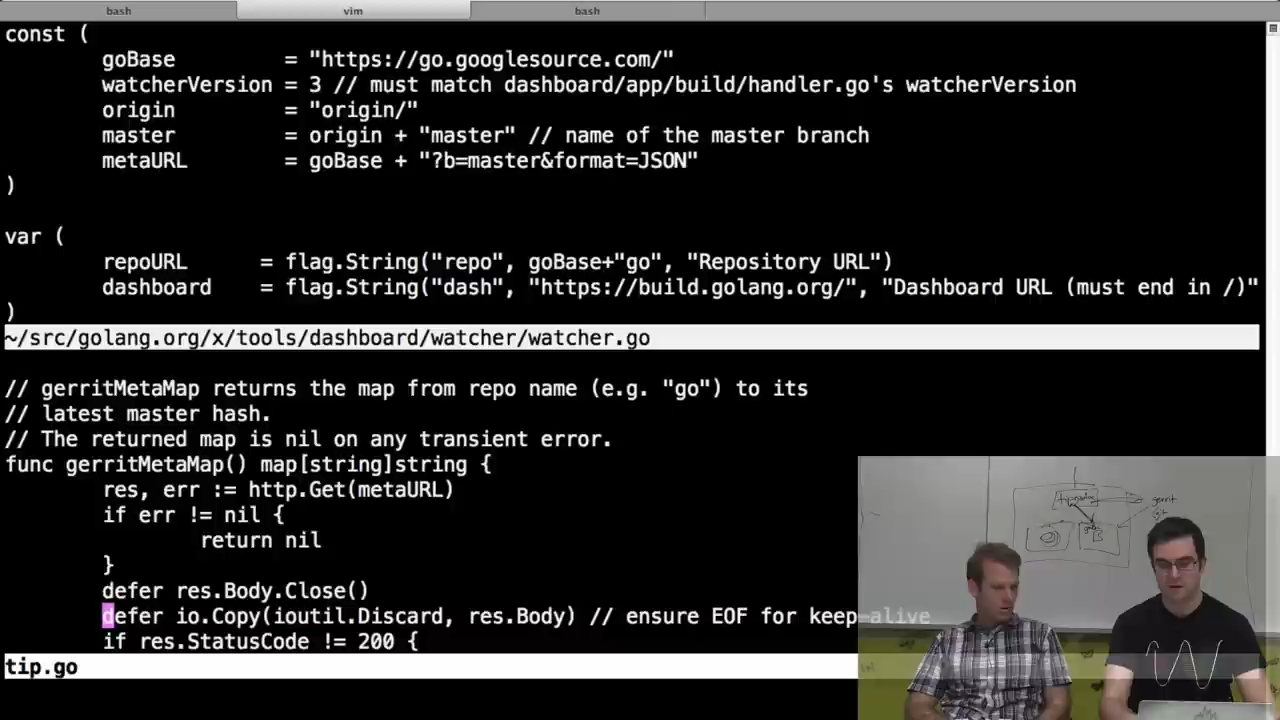 bash
vim
bash
const (
goBase = "https://go.googlesource.com/"
watcherVersion = 3 // must match dashboard/app/build/handler.go's watcherVersion
origin = "origin/"
master = origin + "master" // name of the master branch
metaURL = goBase + "?b=master&format=JSON"
)
var (
repoURL = flag.String("repo", goBase+"go", "Repository URL")
dashboard = flag.String("dash", "https://build.golang.org/", "Dashboard URL (must end in /)"
)
~/src/golang.org/x/tools/dashboard/watcher/watcher.go
// gerritMetaMap returns the map from repo name (e.g. "go") to its
// latest master hash.
// The returned map is nil on any transient error.
func gerritMetaMap() map[string]string {
res, err := http.Get(metaURL)
if err != nil {
return nil
}
defer res.Body.Close()
defer io.Copy(ioutil.Discard, res.Body) // ensure EOF for keep-alive
if res.StatusCode != 200 {
tip.go
gerrit